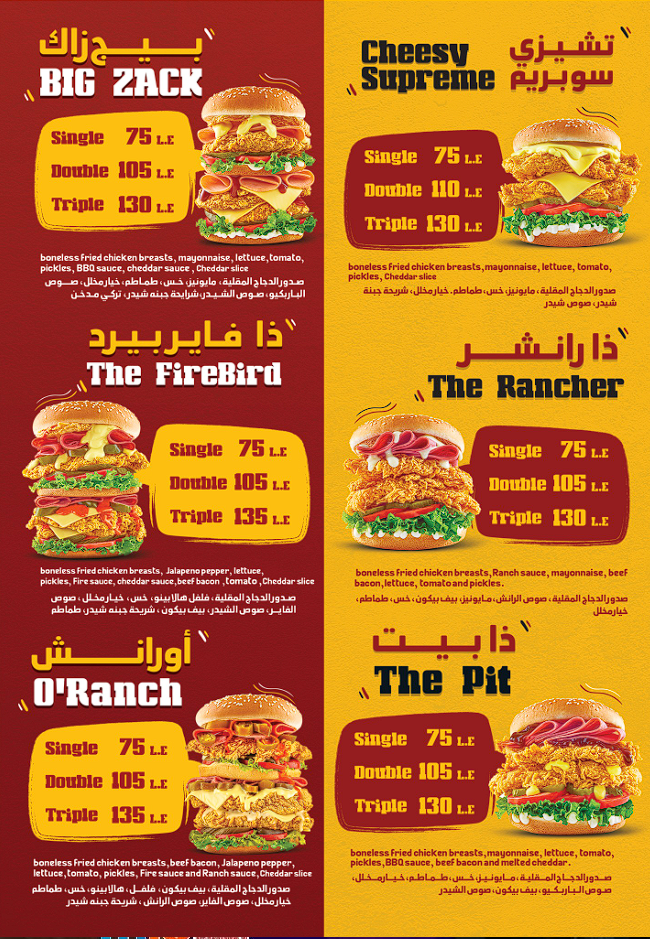 بـيـج زاك
BIG ZACK
Single 75 L.E
Double 105 L.E
Triple 130 L.E
boneless fried chicken breasts, mayonnaise, lettuce, tomato,
pickles, BBQ sauce, cheddar sauce, Cheddar slice
صدور الدجاج المقلية، مايونيز، خس، طماطم، خيار مخلل، صوص
الباربكيو، صوص الشيدر، شرايحة جبنه شيدر، تركي مدخن
ذا فايربيرد
The FireBird
Single 75 L.E
Double 105 L.E
Triple 135 L.E
boneless fried chicken breasts, Jalapeno pepper, lettuce,
pickles, Fire sauce, cheddar sauce, beef bacon, tomato, Cheddar slice
صدور الدجاج المقلية، فلفل هالابينو، خس، خيار مخلل، صوص
الفاير، صوص الشيدر، بيف بيكون، شريحة جبنه شيدر، طماطم
أورانش
O'Ranch
Single 75 L.E
Double 105 L.E
Triple 135 L.E
boneless fried chicken breasts, beef bacon, Jalapeno pepper,
lettuce, tomato, pickles, Fire sauce and Ranch sauce, Cheddar slice
صدور الدجاج المقلية، بيف بيكون، فلفل هالابينو، خس، طماطم
خيار مخلل، صوص الفاير، صوص الرانش، شريحة جبنه شيدر
تشيزي
سوبريم
Cheesy
Supreme
Single 75 L.E
Double 110 L.E
Triple 130 L.E
boneless fried chicken breasts, mayonnaise, lettuce, tomato,
pickles, Cheddar slice
صدور الدجاج المقلية، مايونيز، خس، طماطم. خيار مخلل، شريحة جبنة
شيدر، صوص شيدر
ذا رانشر
The Rancher
Single 75 L.E
Double 105 L.E
Triple 130 L.E
boneless fried chicken breasts, Ranch sauce, mayonnaise, beef
bacon, lettuce, tomato and pickles.
صدور الدجاج المقلية، صوص الرانش، مايونيز، بيف بيكون، خس، طماطم،
خيار مخلل
ذا بيت
The Pit
Single 75 L.E
Double 105 L.E
Triple 130 L.E
boneless fried chicken breasts, mayonnaise, lettuce, tomato,
pickles, BBQ sauce, beef bacon and melted cheddar.
صدور الدجاج المقلية، مايونيز، خس، طماطم، خيار مخلل،
صوص الباربكيو، بيف بيكون، صوص الشيدر